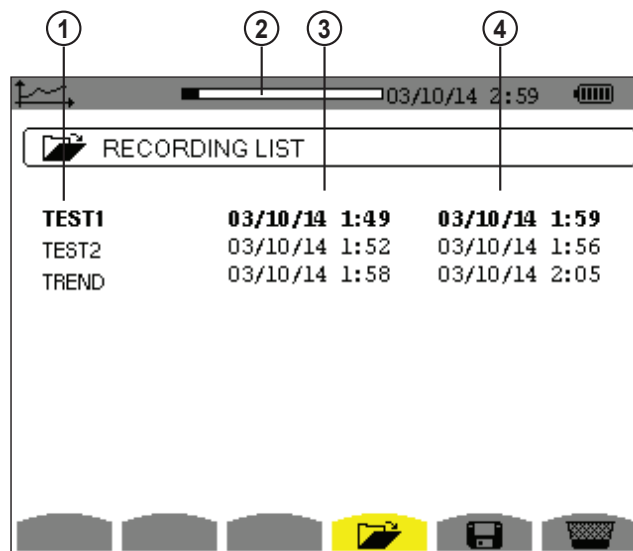 1 2 3 4
03/10/14 2:59
RECORDING LIST
TEST1 03/10/14 1:49 03/10/14 1:59
TEST2 03/10/14 1:52 03/10/14 1:56
TREND 03/10/14 1:58 03/10/14 2:05